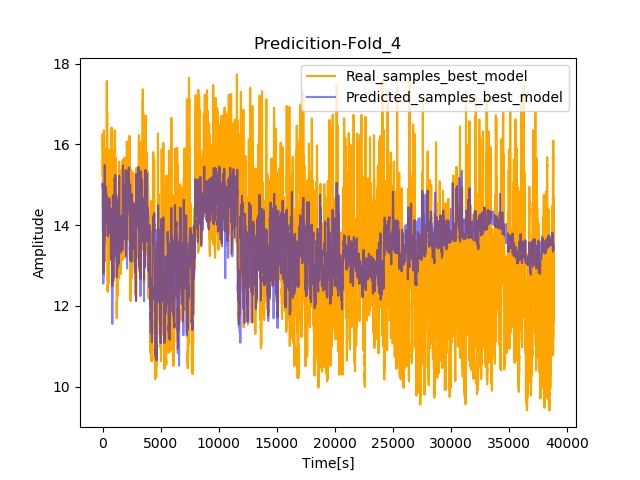 Predicition-Fold_4
Real_samples_best_model
Predicted_samples_best_model
Amplitude
18
16
14
12
10
0 5000 10000 15000 20000 25000 30000 35000 40000
Time[s]